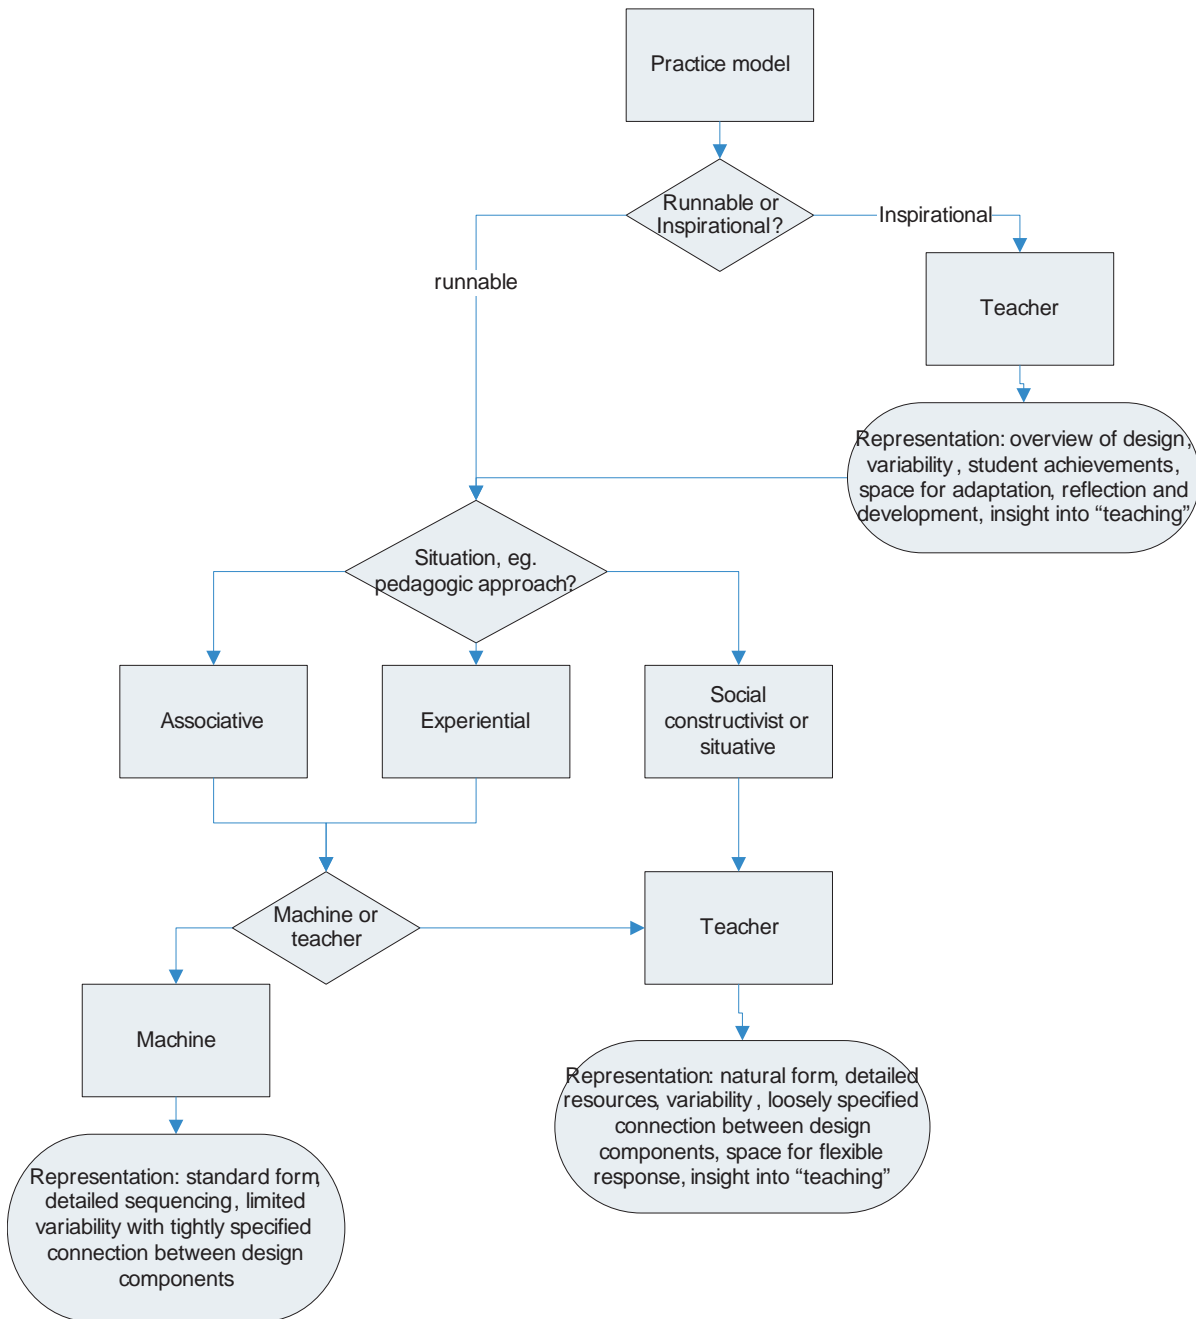 Practice model
Runnable or
Inspirational?
Inspirational
runnable
Teacher
Representation: overview of design,
variability, student achievements,
space for adaptation, reflection and
development, insight into “teaching”
Situation, eg.
pedagogic approach?
Associative
Experiential
Social
constructivist or
situative
Machine or
teacher
Teacher
Machine
Representation: natural form, detailed
resources, variability, loosely specified
connection between design
components, space for flexible
response, insight into “teaching”
Representation: standard form,
detailed sequencing, limited
variability with tightly specified
connection between design
components